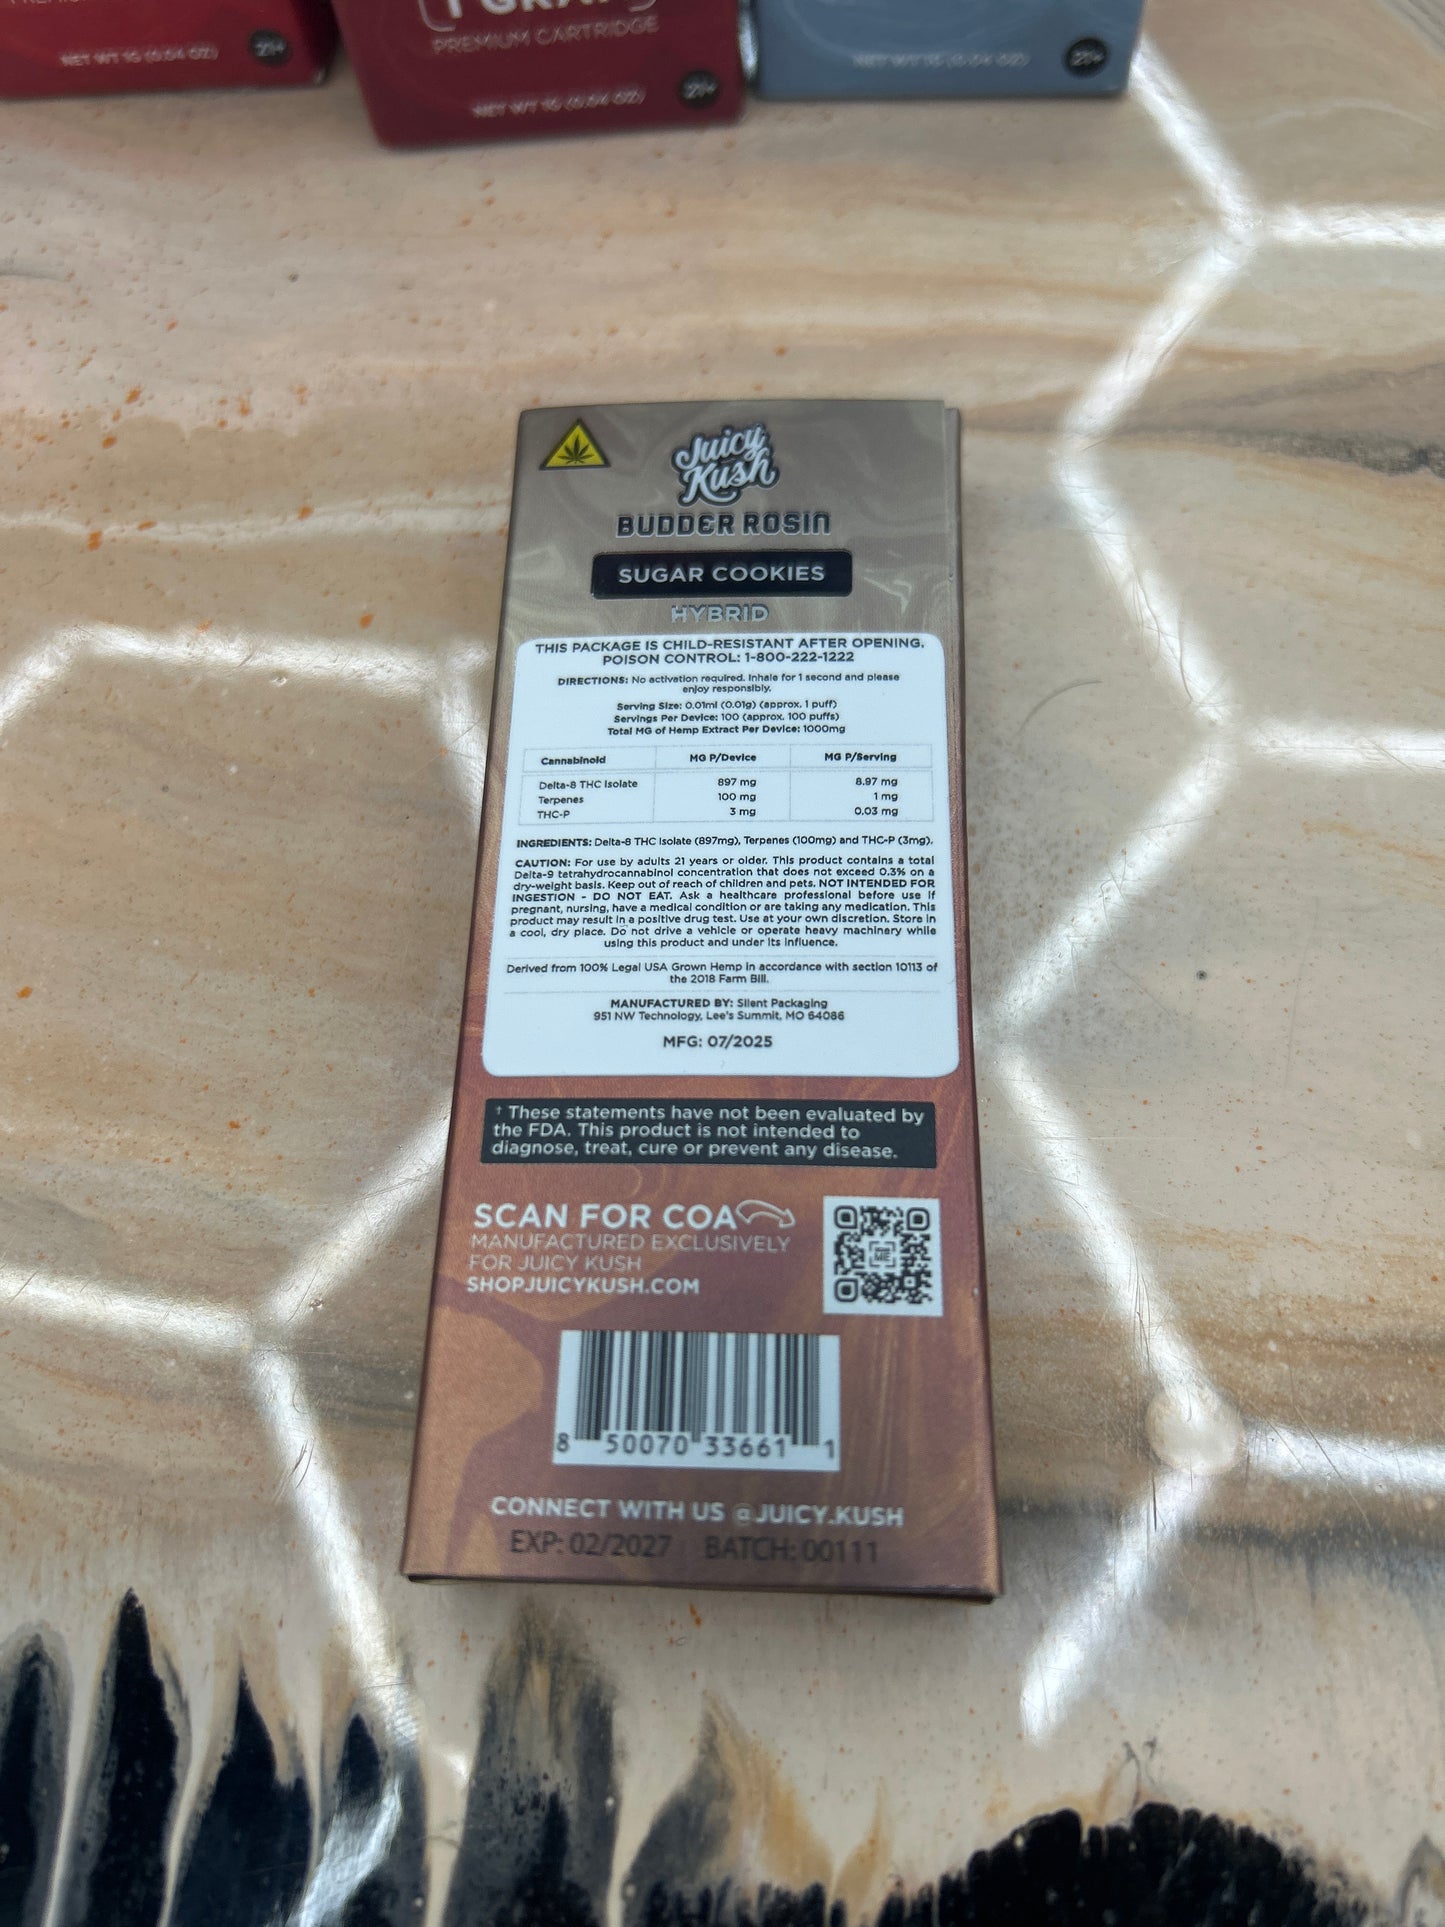 1 GRAM
PREMIUM CARTRIDGE
NET WT 1G (0.04 OZ)
21+
NET WT 1G (0.04 OZ)
21+
NET WT 1G (0.04 OZ)
21+
Juicy
Kush
BUDDER ROSIN
SUGAR COOKIES
HYBRID
THIS PACKAGE IS CHILD-RESISTANT AFTER OPENING.
POISON CONTROL: 1-800-222-1222
DIRECTIONS: No activation required. Inhale for 1 second and please
enjoy responsibly.
Serving Size: 0.01ml (0.01g) (approx. 1 puff)
Servings Per Device: 100 (approx. 100 puffs)
Total MG of Hemp Extract Per Device: 1000mg
Cannabinoid MG P/Device MG P/Serving
Delta-8 THC Isolate 897 mg 8.97 mg
Terpenes 100 mg 1 mg
THC-P 3 mg 0.03 mg
INGREDIENTS: Delta-8 THC Isolate (897mg), Terpenes (100mg) and THC-P (3mg).
CAUTION: For use by adults 21 years or older. This product contains a total
Delta-9 tetrahydrocannabinol concentration that does not exceed 0.3% on a
dry-weight basis. Keep out of reach of children and pets. NOT INTENDED FOR
INGESTION - DO NOT EAT. Ask a healthcare professional before use if
pregnant, nursing, have a medical condition or are taking any medication. This
product may result in a positive drug test. Use at your own discretion. Store in
a cool, dry place. Do not drive a vehicle or operate heavy machinery while
using this product and under its influence.
Derived from 100% Legal USA Grown Hemp in accordance with section 10113 of
the 2018 Farm Bill.
MANUFACTURED BY: Silent Packaging
951 NW Technology, Lee's Summit, MO 64086
MFG: 07/2025
† These statements have not been evaluated by
the FDA. This product is not intended to
diagnose, treat, cure or prevent any disease.
SCAN FOR COA
MANUFACTURED EXCLUSIVELY
FOR JUICY KUSH
SHOPJUICYKUSH.COM
8 50070 33661 1
CONNECT WITH US @JUICY.KUSH
EXP: 02/2027 BATCH: 00111